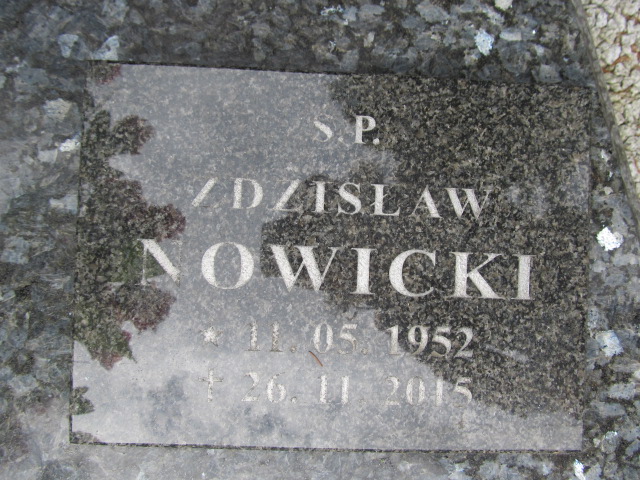 Ś.P.
ZDZISŁAW
NOWICKI
* 11. 05. 1952
† 26. 11 2015